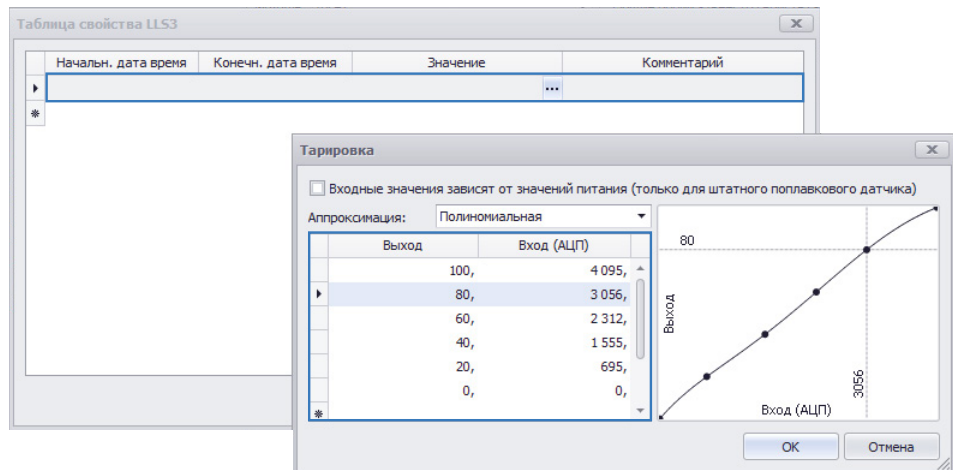 Таблица свойства LLS3
Начальн. дата время Конечн. дата время Значение Комментарий
...
Тарировка
Входные значения зависят от значений питания (только для штатного поплавкового датчика)
Аппроксимация: Полиномиальная
Выход Вход (АЦП)
100, 4 095,
80, 3 056,
60, 2 312,
40, 1 555,
20, 695,
0, 0,
80
Выход
3056
Вход (АЦП)
ОК Отмена